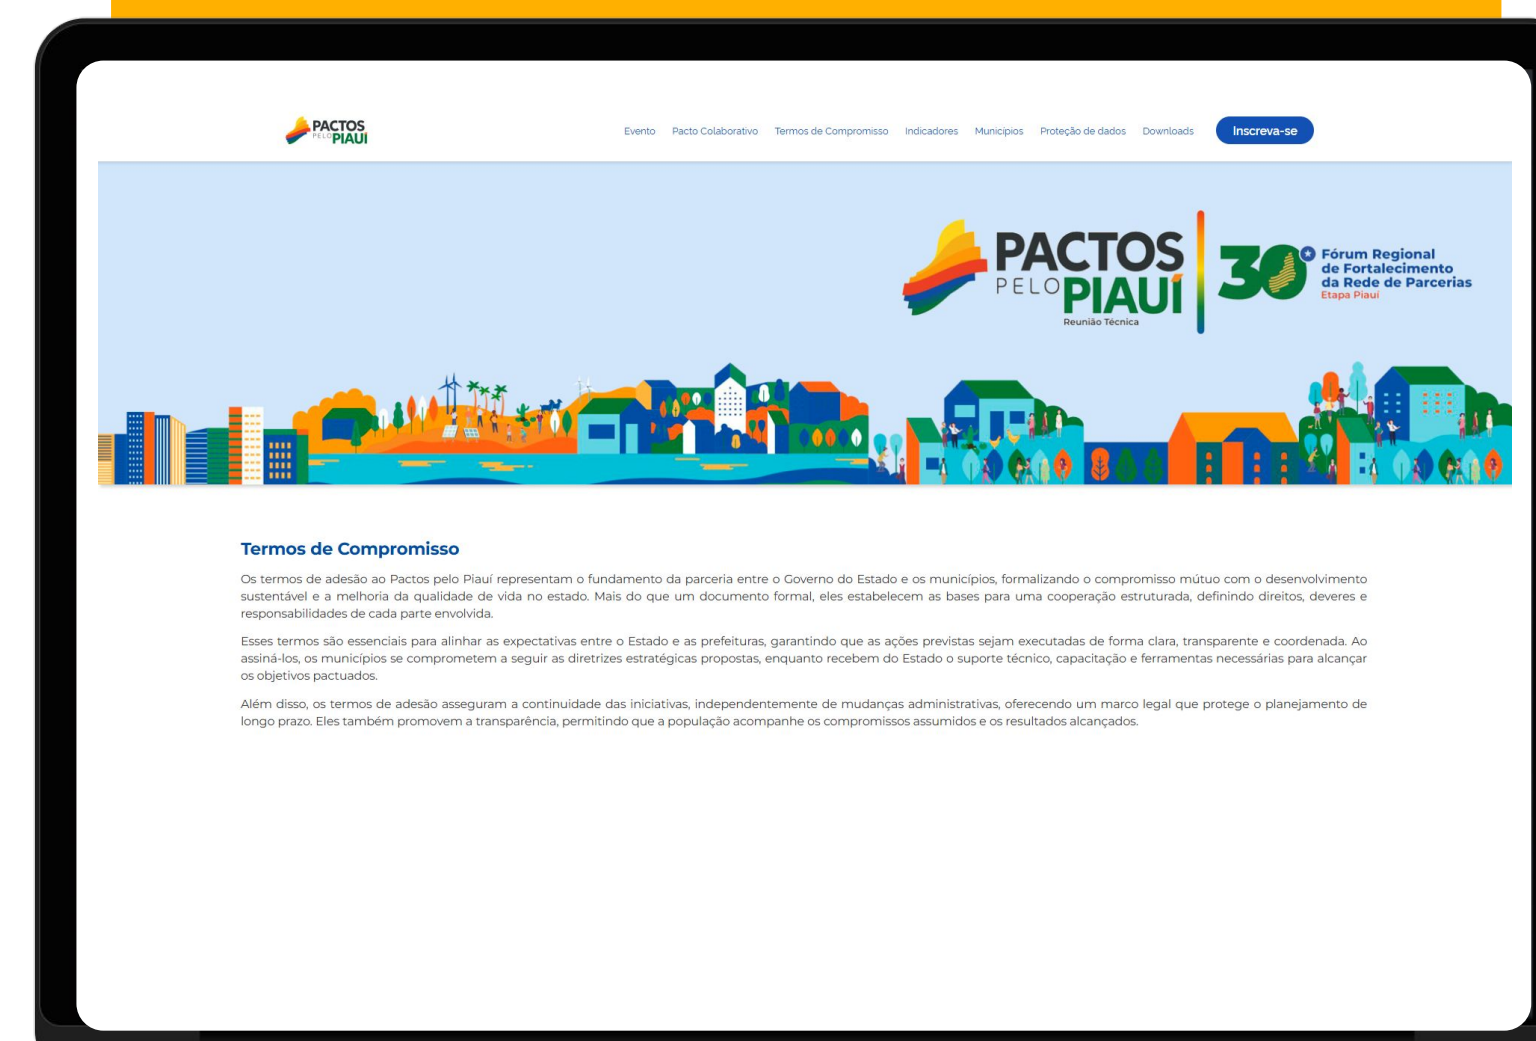 PACTOS
PELO PIAUÍ
Evento Pacto Colaborativo Termos de Compromisso Indicadores Municípios Proteção de dados Downloads Inscreva-se
PACTOS
PELO PIAUÍ
Reunião Técnica
30º
Fórum Regional
de Fortalecimento
da Rede de Parcerias
Etapa Piauí
Termos de Compromisso
Os termos de adesão ao Pactos pelo Piauí representam o fundamento da parceria entre o Governo do Estado e os municípios, formalizando o compromisso mútuo com o desenvolvimento
sustentável e a melhoria da qualidade de vida no estado. Mais do que um documento formal, eles estabelecem as bases para uma cooperação estruturada, definindo direitos, deveres e
responsabilidades de cada parte envolvida.
Esses termos são essenciais para alinhar as expectativas entre o Estado e as prefeituras, garantindo que as ações previstas sejam executadas de forma clara, transparente e coordenada. Ao
assiná-los, os municípios se comprometem a seguir as diretrizes estratégicas propostas, enquanto recebem do Estado o suporte técnico, capacitação e ferramentas necessárias para alcançar
os objetivos pactuados.
Além disso, os termos de adesão asseguram a continuidade das iniciativas, independentemente de mudanças administrativas, oferecendo um marco legal que protege o planejamento de
longo prazo. Eles também promovem a transparência, permitindo que a população acompanhe os compromissos assumidos e os resultados alcançados.